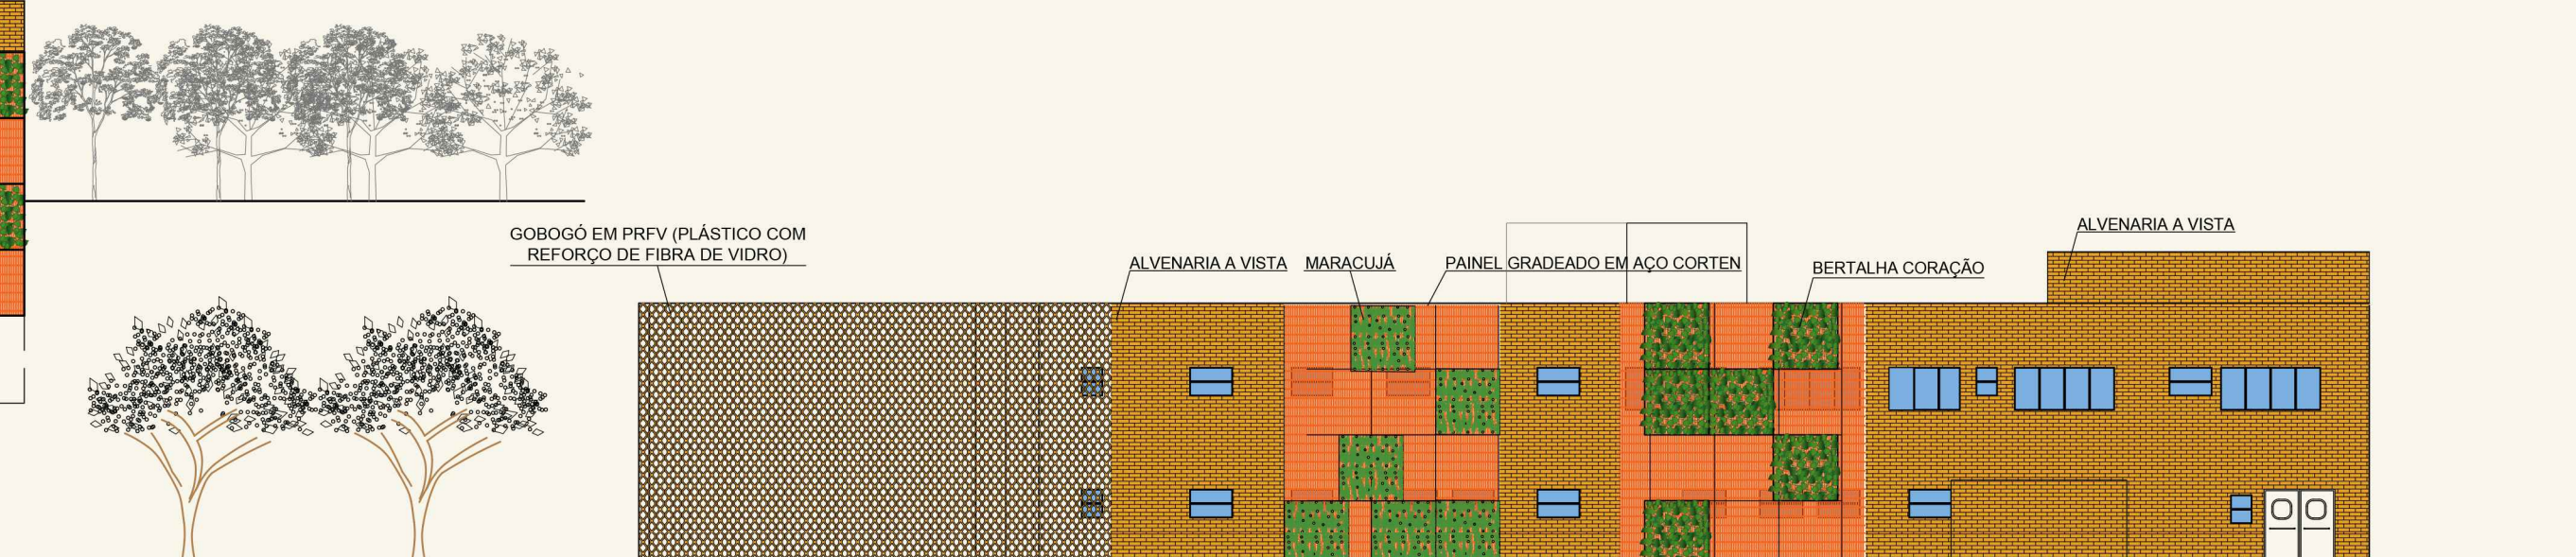 GOBOGÓ EM PRFV (PLÁSTICO COM
REFORÇO DE FIBRA DE VIDRO)
ALVENARIA A VISTA
MARACUJÁ
PAINEL GRADEADO EM AÇO CORTEN
BERTALHA CORAÇÃO
ALVENARIA A VISTA